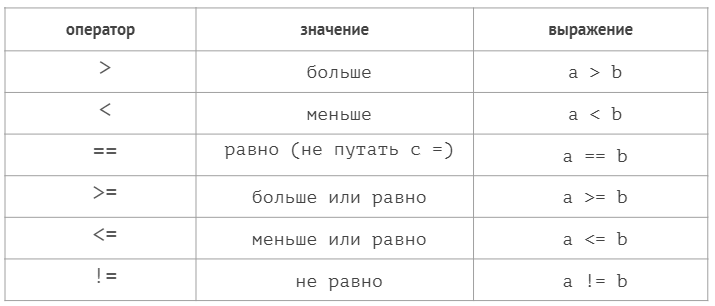 оператор значение выражение
> больше a > b
< меньше a < b
== равно (не путать с =) a == b
>= больше или равно a >= b
<= меньше или равно a <= b
!= не равно a != b